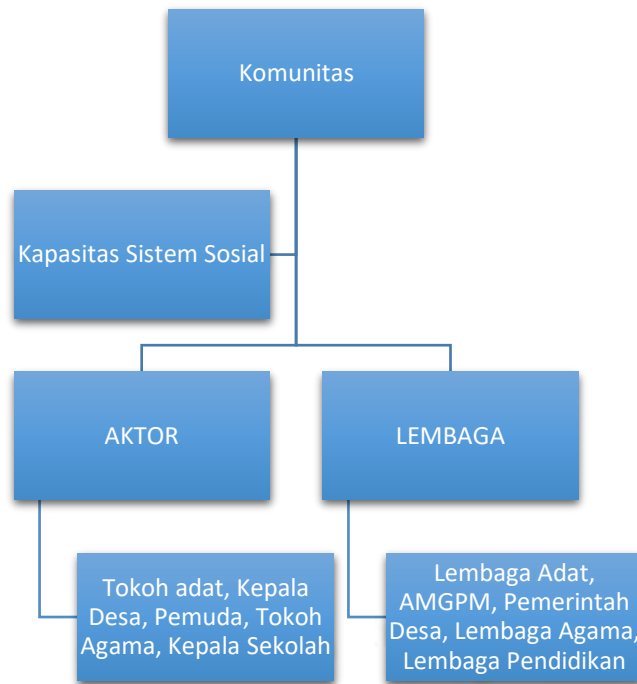 Komunitas
Kapasitas Sistem Sosial
AKTOR
LEMBAGA
Tokoh adat, Kepala
Desa, Pemuda, Tokoh
Agama, Kepala Sekolah
Lembaga Adat,
AMGPM, Pemerintah
Desa, Lembaga Agama,
Lembaga Pendidikan